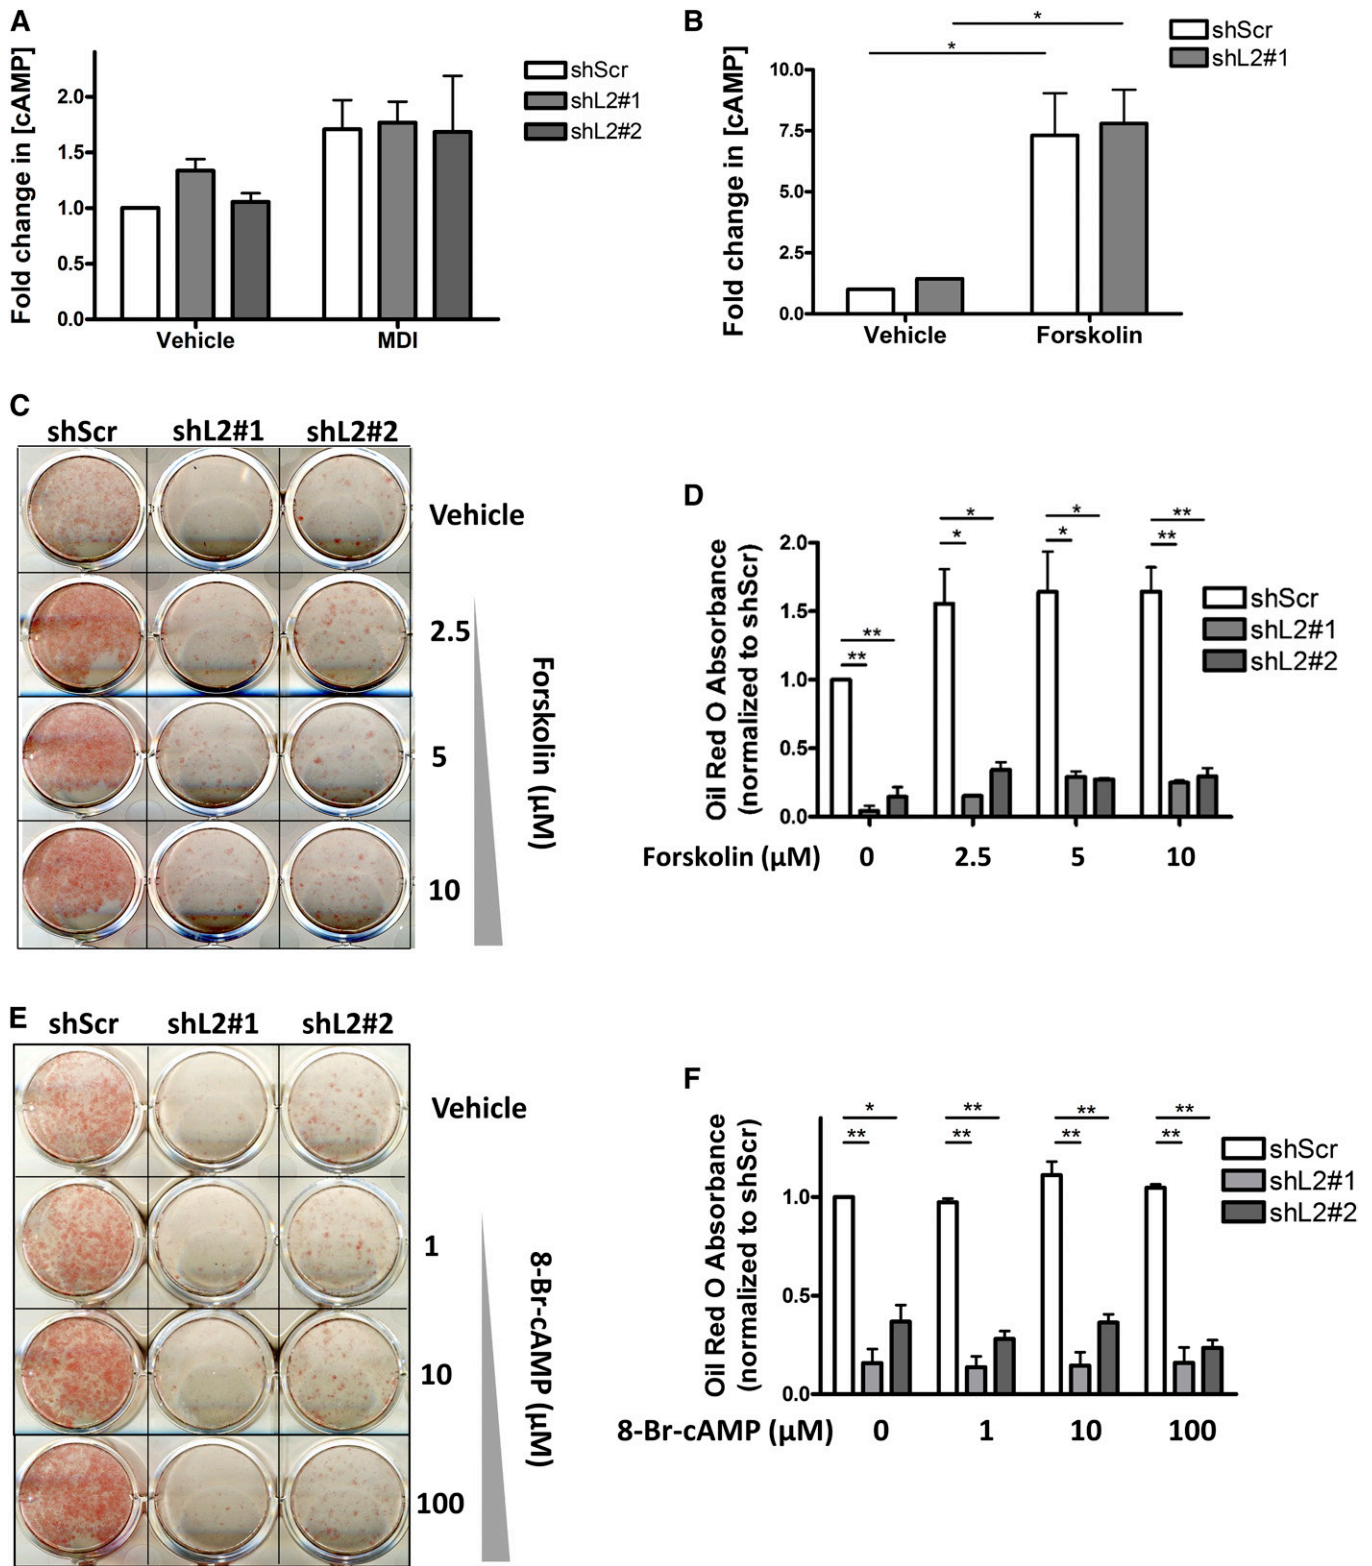 A
Fold change in [cAMP]
2.0
1.5
1.0
0.5
0.0
Vehicle
MDI
shScr
shL2#1
shL2#2
B
Fold change in [cAMP]
10.0
7.5
5.0
2.5
0.0
*
*
Vehicle
Forskolin
shScr
shL2#1
C
shScr shL2#1 shL2#2
Vehicle
2.5
5
10
Forskolin (µM)
D
Oil Red O Absorbance
(normalized to shScr)
2.0
1.5
1.0
0.5
0.0
**
**
*
*
*
*
**
**
Forskolin (µM) 0 2.5 5 10
shScr
shL2#1
shL2#2
E
shScr shL2#1 shL2#2
Vehicle
1
10
100
8-Br-cAMP (µM)
F
Oil Red O Absorbance
(normalized to shScr)
1.0
0.5
0.0
*
**
**
**
**
**
**
**
8-Br-cAMP (µM) 0 1 10 100
shScr
shL2#1
shL2#2